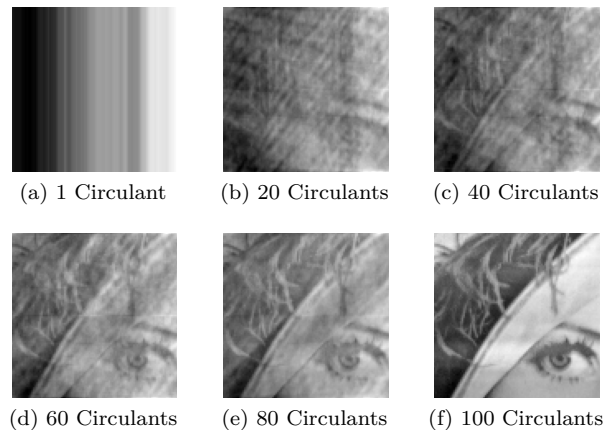 (a) 1 Circulant
(b) 20 Circulants
(c) 40 Circulants
(d) 60 Circulants
(e) 80 Circulants
(f) 100 Circulants